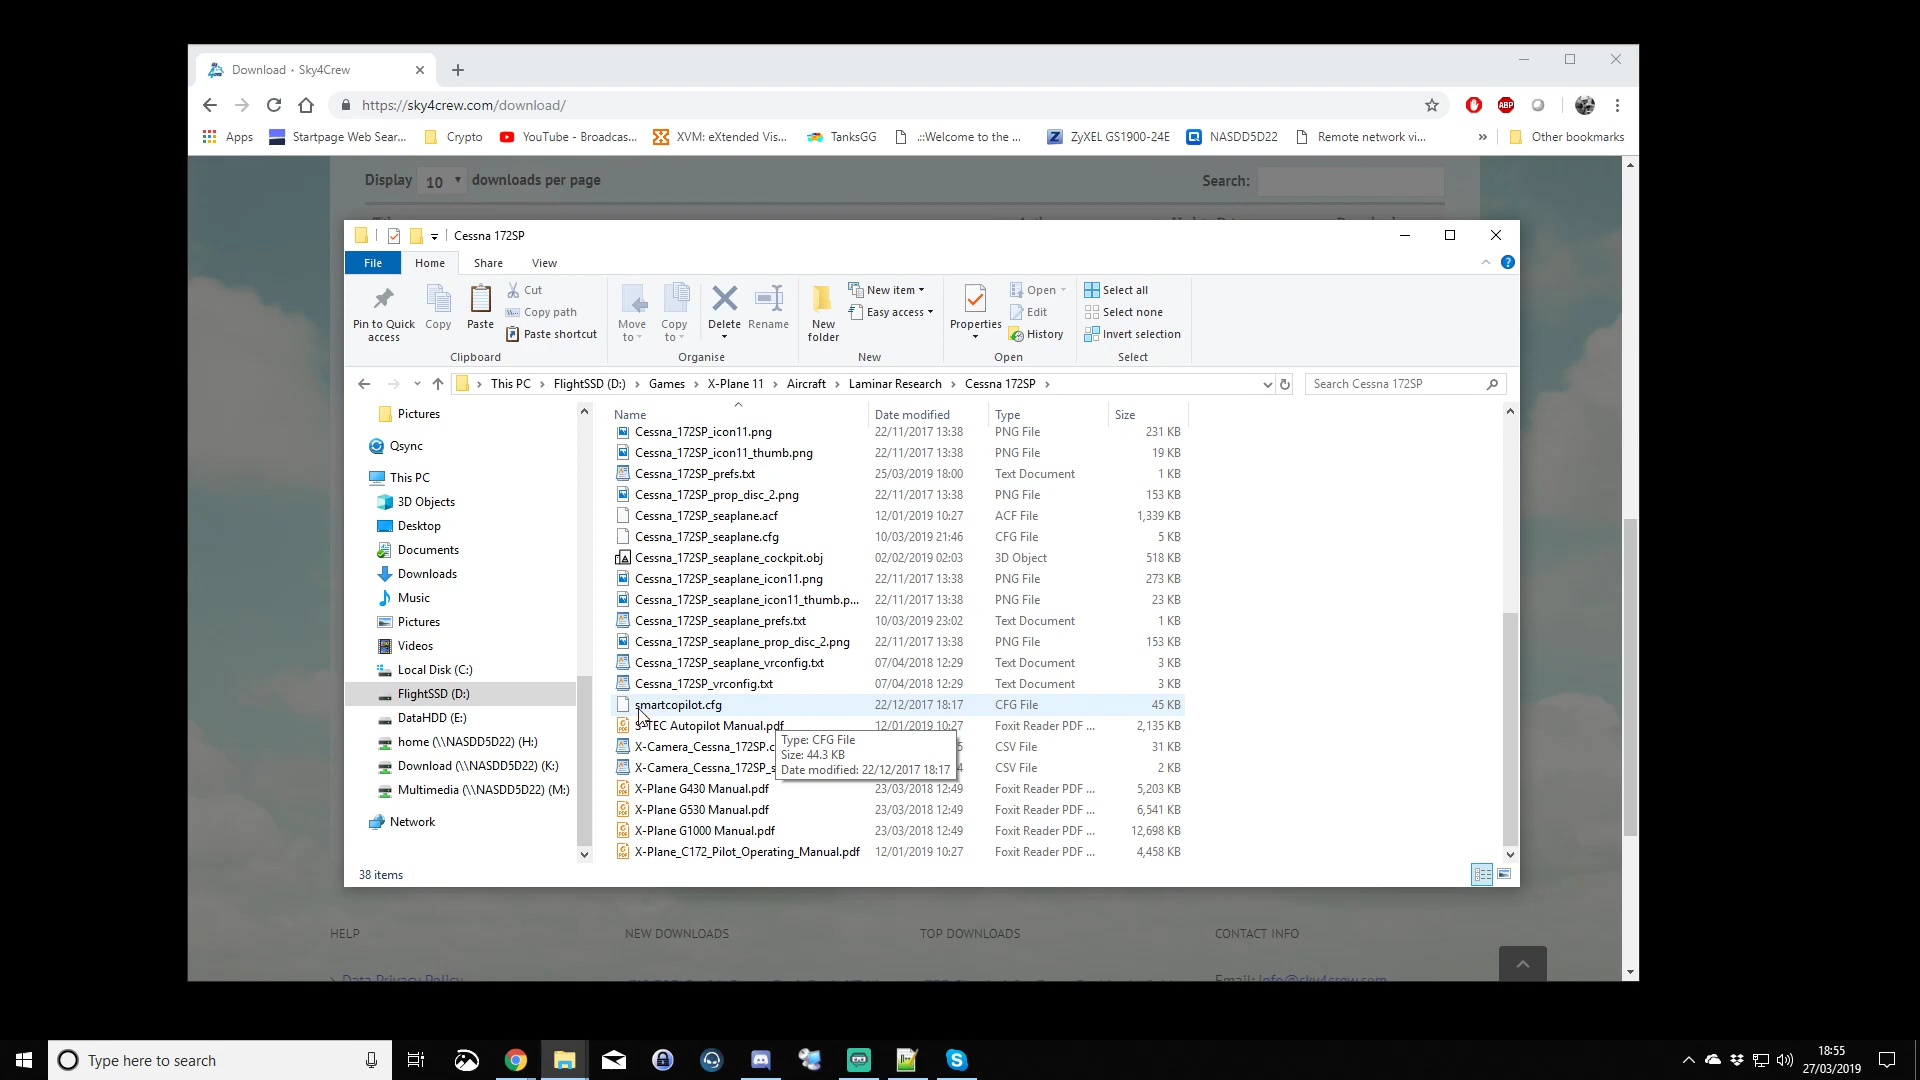 Download • Sky4Crew
https://sky4crew.com/download/
Apps Startpage Web Sear... Crypto YouTube - Broadcas... XVM: eXtended Vis... TanksGG .::Welcome to the ... ZyXEL GS1900-24E NASDD5D22 Remote network vi... » Other bookmarks
Display 10 downloads per page Search:
Cessna 172SP
File Home Share View
Pin to Quick access
Copy
Paste
Cut
Copy path
Paste shortcut
Clipboard
Move to
Copy to
Delete
Rename
Organise
New folder
New item
Easy access
New
Properties
Open
Edit
History
Open
Select all
Select none
Invert selection
Select
This PC › FlightSSD (D:) › Games › X-Plane 11 › Aircraft › Laminar Research › Cessna 172SP ›
Search Cessna 172SP
Pictures
Qsync
This PC
3D Objects
Desktop
Documents
Downloads
Music
Pictures
Videos
Local Disk (C:)
FlightSSD (D:)
DataHDD (E:)
home (\\NASDD5D22) (H:)
Download (\\NASDD5D22) (K:)
Multimedia (\\NASDD5D22) (M:)
Network
Name Date modified Type Size
Cessna_172SP_icon11.png 22/11/2017 13:38 PNG File 231 KB
Cessna_172SP_icon11_thumb.png 22/11/2017 13:38 PNG File 19 KB
Cessna_172SP_prefs.txt 25/03/2019 18:00 Text Document 1 KB
Cessna_172SP_prop_disc_2.png 22/11/2017 13:38 PNG File 153 KB
Cessna_172SP_seaplane.acf 12/01/2019 10:27 ACF File 1,339 KB
Cessna_172SP_seaplane.cfg 10/03/2019 21:46 CFG File 5 KB
Cessna_172SP_seaplane_cockpit.obj 02/02/2019 02:03 3D Object 518 KB
Cessna_172SP_seaplane_icon11.png 22/11/2017 13:38 PNG File 273 KB
Cessna_172SP_seaplane_icon11_thumb.p... 22/11/2017 13:38 PNG File 23 KB
Cessna_172SP_seaplane_prefs.txt 10/03/2019 23:02 Text Document 1 KB
Cessna_172SP_seaplane_prop_disc_2.png 22/11/2017 13:38 PNG File 153 KB
Cessna_172SP_seaplane_vrconfig.txt 07/04/2018 12:29 Text Document 3 KB
Cessna_172SP_vrconfig.txt 07/04/2018 12:29 Text Document 3 KB
smartcopilot.cfg 22/12/2017 18:17 CFG File 45 KB
TEC Autopilot Manual.pdf 12/01/2019 10:27 Foxit Reader PDF ... 2,135 KB
X-Camera_Cessna_172SP.c CSV File 31 KB
X-Camera_Cessna_172SP_s 4 CSV File 2 KB
Type: CFG File
Size: 44.3 KB
Date modified: 22/12/2017 18:17
X-Plane G430 Manual.pdf 23/03/2018 12:49 Foxit Reader PDF ... 5,203 KB
X-Plane G530 Manual.pdf 23/03/2018 12:49 Foxit Reader PDF ... 6,541 KB
X-Plane G1000 Manual.pdf 23/03/2018 12:49 Foxit Reader PDF ... 12,698 KB
X-Plane_C172_Pilot_Operating_Manual.pdf 12/01/2019 10:27 Foxit Reader PDF ... 4,458 KB
38 items
HELP NEW DOWNLOADS TOP DOWNLOADS CONTACT INFO
Data Privacy Policy
Email: info@sky4crew.com
Type here to search
18:55
27/03/2019